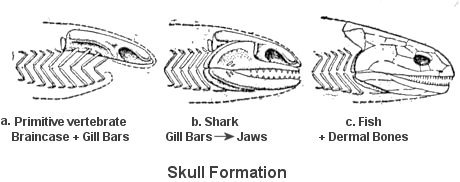 a. Primitive vertebrate
Braincase + Gill Bars
b. Shark
Gill Bars → Jaws
c. Fish
+ Dermal Bones
Skull Formation